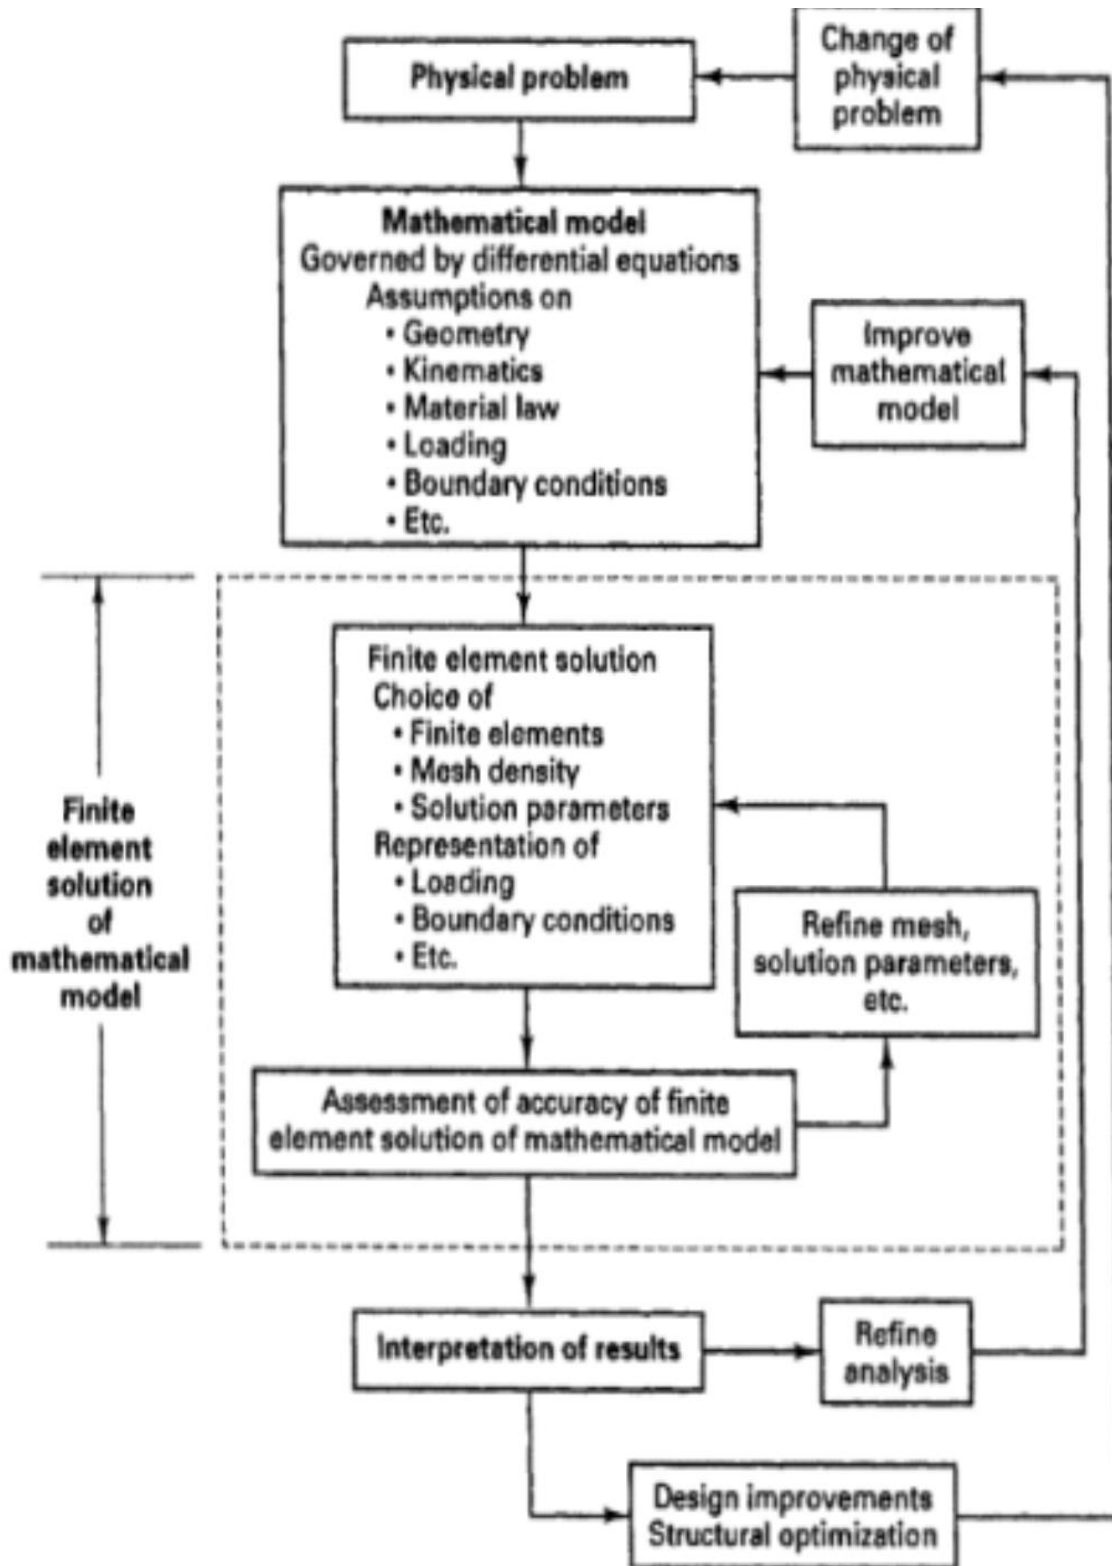 Change of
physical
problem
Physical problem
Mathematical model
Governed by differential equations
Assumptions on
• Geometry
• Kinematics
• Material law
• Loading
• Boundary conditions
• Etc.
Improve
mathematical
model
Finite element solution
Choice of
• Finite elements
• Mesh density
• Solution parameters
Representation of
• Loading
• Boundary conditions
• Etc.
Finite
element
solution
of
mathematical
model
Refine mesh,
solution parameters,
etc.
Assessment of accuracy of finite
element solution of mathematical model
Interpretation of results
Refine
analysis
Design improvements
Structural optimization